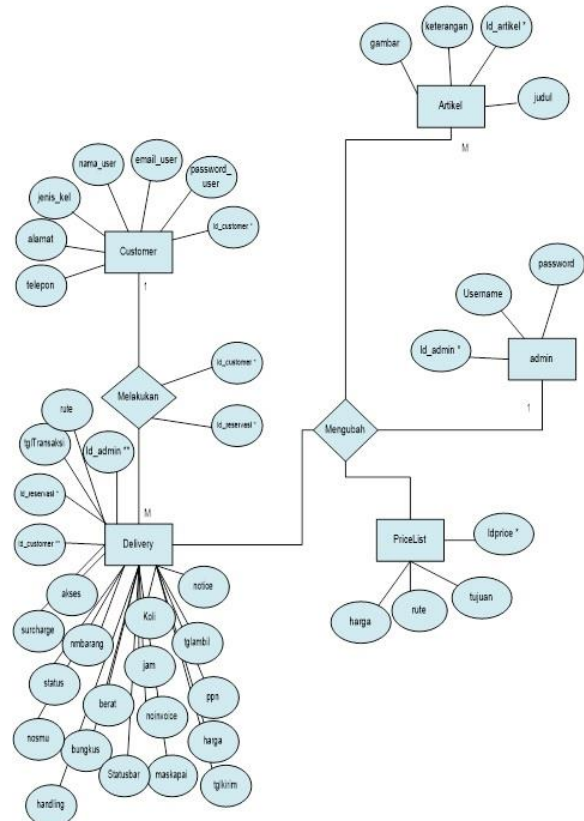 keterangan
Id_artikel *
gambar
judul
Artikel
M
nama_user
email_user
password_
user
jenis_kel
Id_customer *
alamat
Customer
telepon
1
password
Username
Id_admin *
admin
1
Id_customer *
Melakukan
Id_reservasi *
rute
tglTransaksi
Id_admin **
Mengubah
Id_reservasi *
M
Id_customer **
Delivery
PriceList
Idprice *
notice
akses
Koli
harga
rute
tujuan
surcharge
nmbarang
tglambil
status
jam
berat
ppn
noinvoice
nosmu
bungkus
harga
Statusbar
maskapai
tglkirim
handling